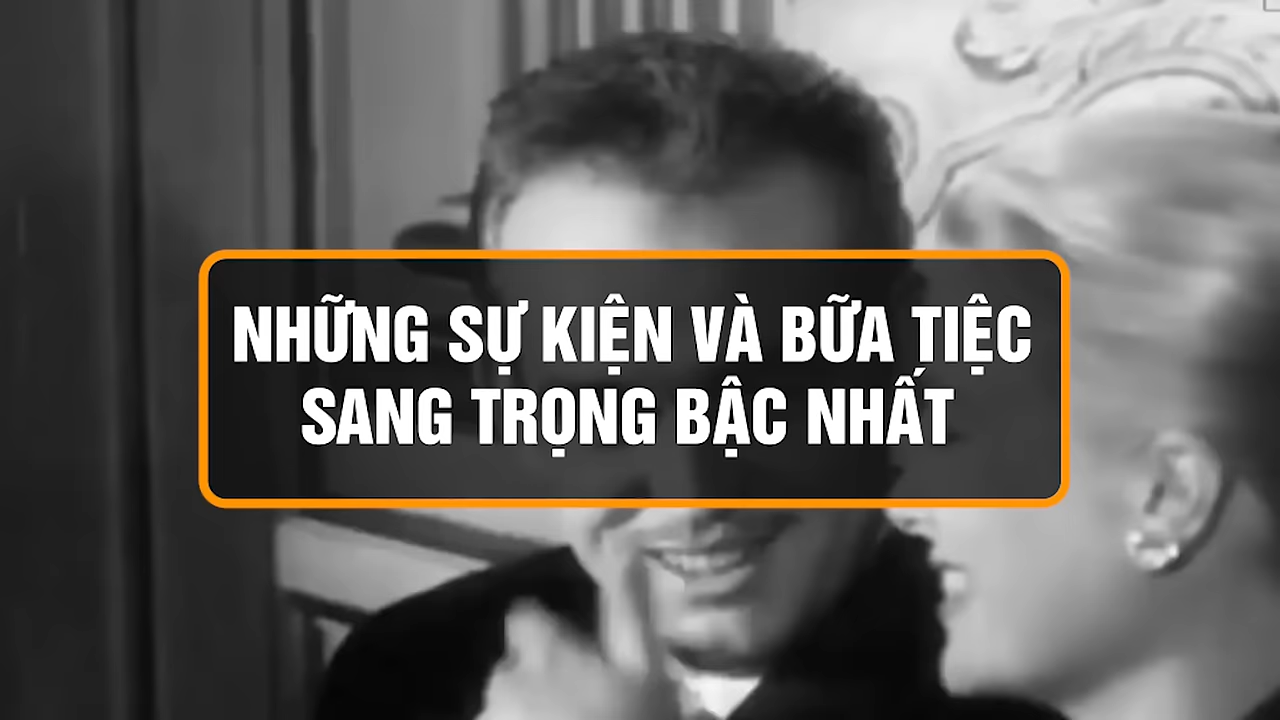 NHỮNG SỰ KIỆN VÀ BỮA TIỆC
SANG TRỌNG BẬC NHẤT